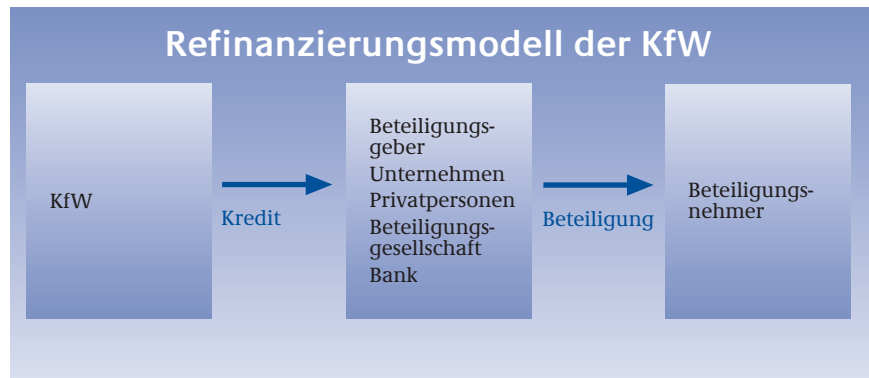 Refinanzierungsmodell der KfW
KfW
Kredit
Beteiligungs-
geber
Unternehmen
Privatpersonen
Beteiligungs-
gesellschaft
Bank
Beteiligung
Beteiligungs-
nehmer